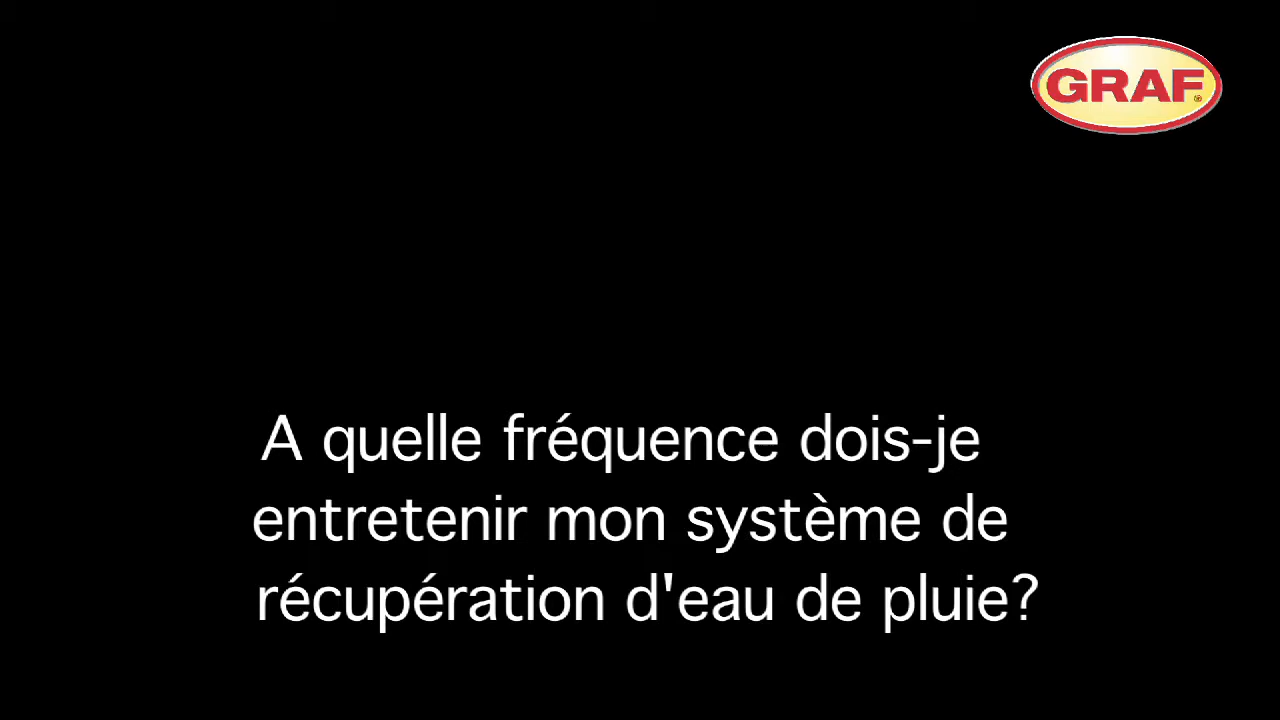 GRAF®
A quelle fréquence dois-je
entretenir mon système de
récupération d'eau de pluie?